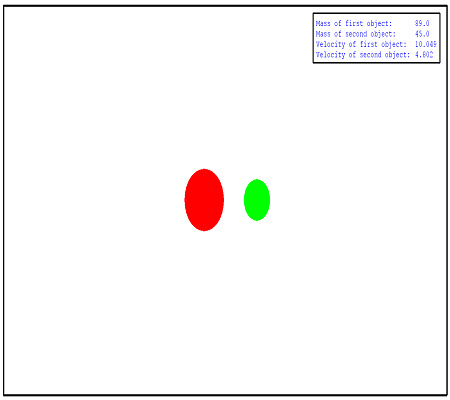 Mass of first object: 89.0
Mass of second object: 45.0
Velocity of first object: 10.049
Velocity of second object: 4.802